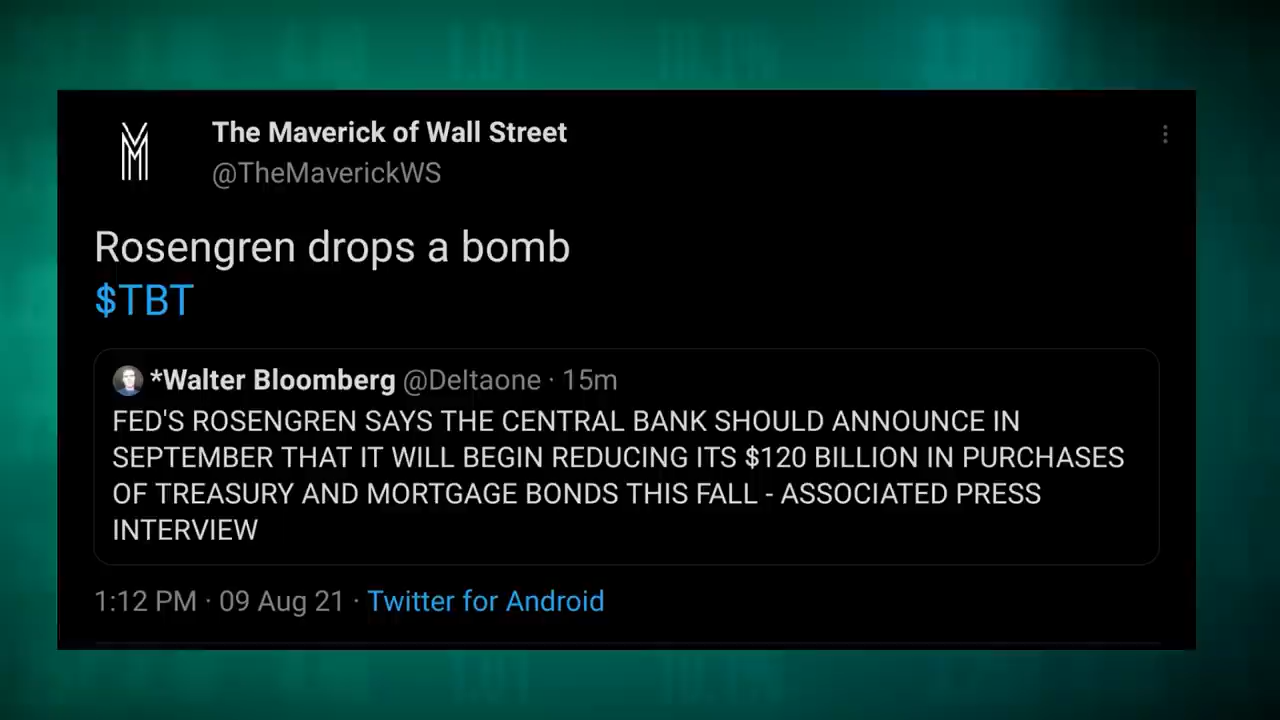 The Maverick of Wall Street
@TheMaverickWS
Rosengren drops a bomb
$TBT
*Walter Bloomberg @Deltaone · 15m
FED'S ROSENGREN SAYS THE CENTRAL BANK SHOULD ANNOUNCE IN
SEPTEMBER THAT IT WILL BEGIN REDUCING ITS $120 BILLION IN PURCHASES
OF TREASURY AND MORTGAGE BONDS THIS FALL - ASSOCIATED PRESS
INTERVIEW
1:12 PM · 09 Aug 21 · Twitter for Android